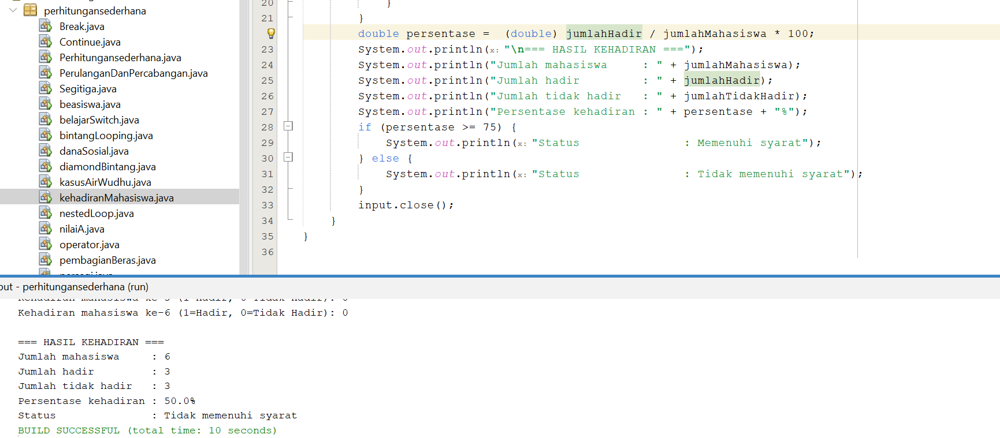 perhitungansederhana
Break.java
Continue.java
Perhitungansederhana.java
PerulanganDanPercabangan.java
Segitiga.java
beasiswa.java
belajarSwitch.java
bintangLooping.java
danaSosial.java
diamondBintang.java
kasusAirWudhu.java
kehadiranMahasiswa.java
nestedLoop.java
nilaiA.java
operator.java
pembagianBeras.java
20 }
21 }
double persentase =  (double) jumlahHadir / jumlahMahasiswa * 100;
23 System.out.println(x: "\n=== HASIL KEHADIRAN ===");
24 System.out.println("Jumlah mahasiswa     : " + jumlahMahasiswa);
25 System.out.println("Jumlah hadir         : " + jumlahHadir);
26 System.out.println("Jumlah tidak hadir   : " + jumlahTidakHadir);
27 System.out.println("Persentase kehadiran : " + persentase + "%");
28 if (persentase >= 75) {
29 System.out.println(x: "Status               : Memenuhi syarat");
30 } else {
31 System.out.println(x: "Status               : Tidak memenuhi syarat");
32 }
33 input.close();
34 }
35 }
36
put - perhitungansederhana (run)
Kehadiran mahasiswa ke-6 (1=Hadir, 0=Tidak Hadir): 0
=== HASIL KEHADIRAN ===
Jumlah mahasiswa     : 6
Jumlah hadir         : 3
Jumlah tidak hadir   : 3
Persentase kehadiran : 50.0%
Status               : Tidak memenuhi syarat
BUILD SUCCESSFUL (total time: 10 seconds)